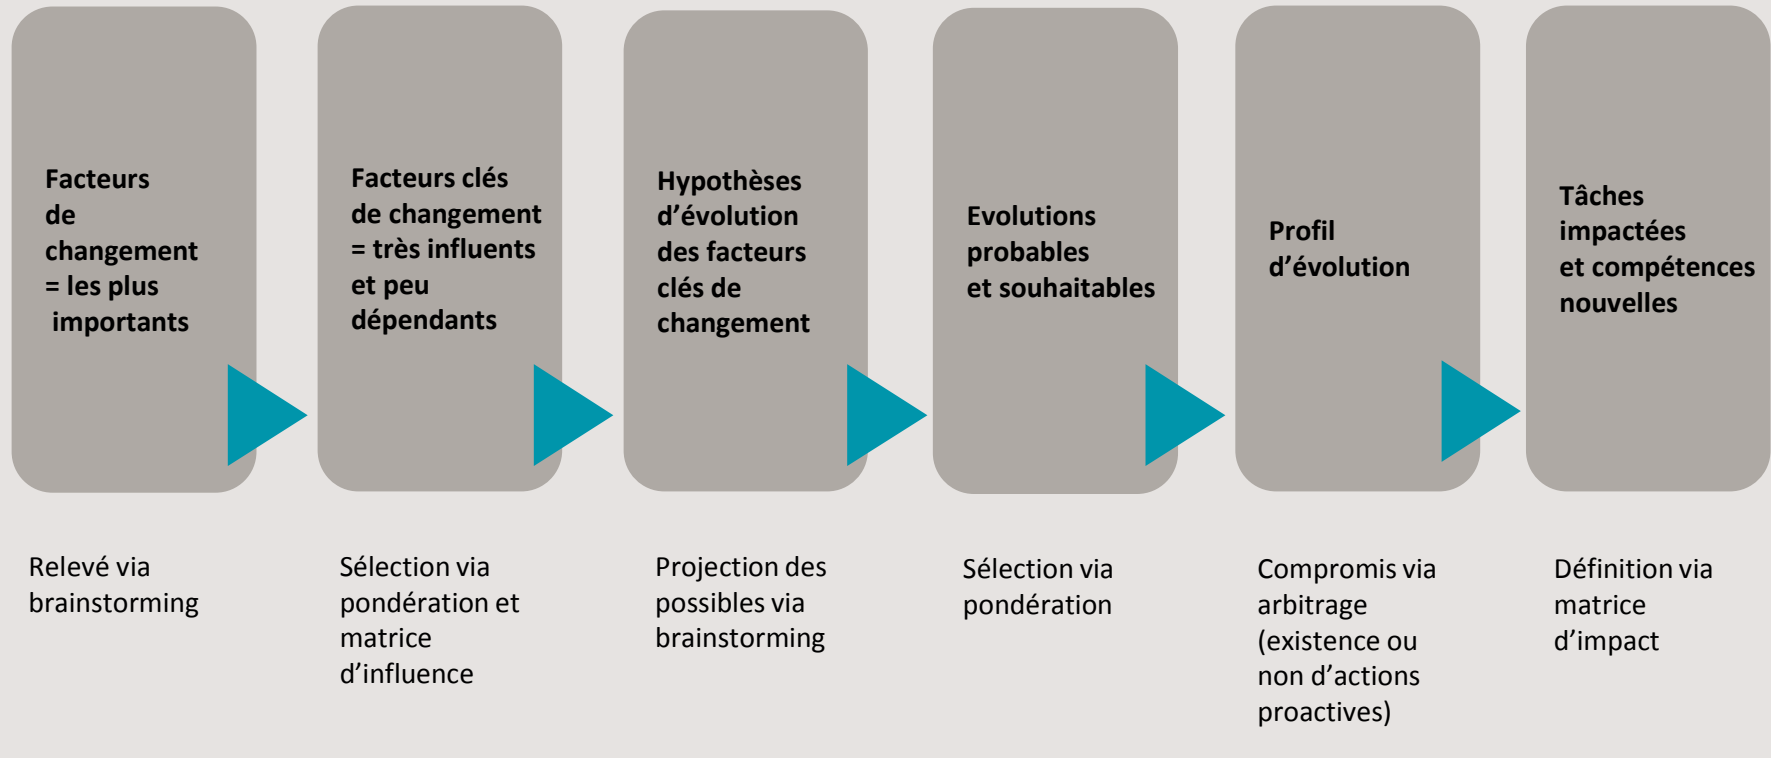 Facteurs
de
changement
= les plus
importants
Facteurs clés
de changement
= très influents
et peu
dépendants
Hypothèses
d’évolution
des facteurs
clés de
changement
Evolutions
probables
et souhaitables
Profil
d’évolution
Tâches
impactées
et compétences
nouvelles
Relevé via
brainstorming
Sélection via
pondération et
matrice
d’influence
Projection des
possibles via
brainstorming
Sélection via
pondération
Compromis via
arbitrage
(existence ou
non d’actions
proactives)
Définition via
matrice
d’impact